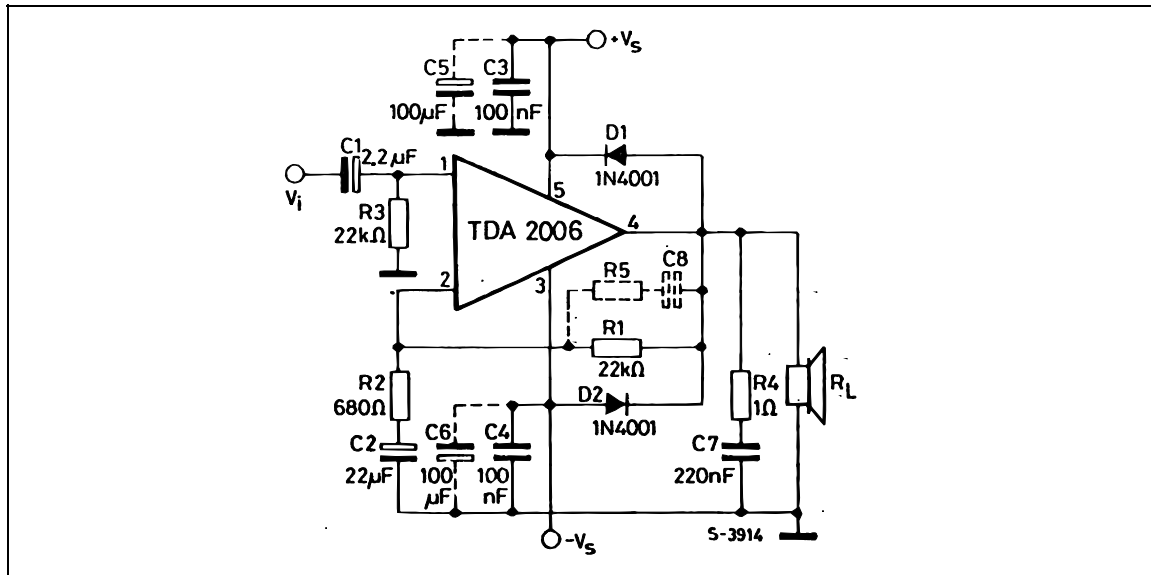 +Vs
C5
C3
100µF
100 nF
D1
1N4001
C1
2.2µF
1
5
Vi
R3
22kΩ
TDA 2006
4
2
3
R5
C8
R1
22kΩ
R2
680Ω
D2
1N4001
R4
1Ω
RL
C2
22µF
C6
100
µF
C4
100
nF
C7
220nF
-Vs
S-3914